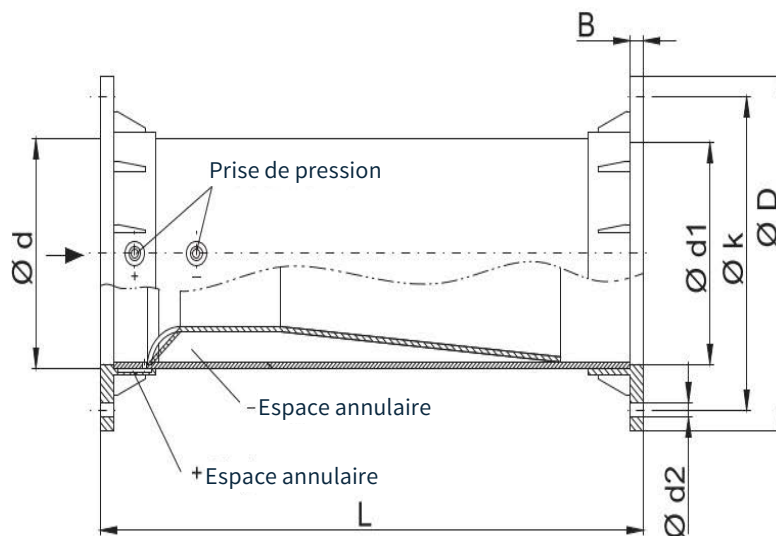 B
Prise de pression
Ø d
+
–
Ø d1
Ø k
Ø D
–Espace annulaire
+Espace annulaire
L
Ø d2